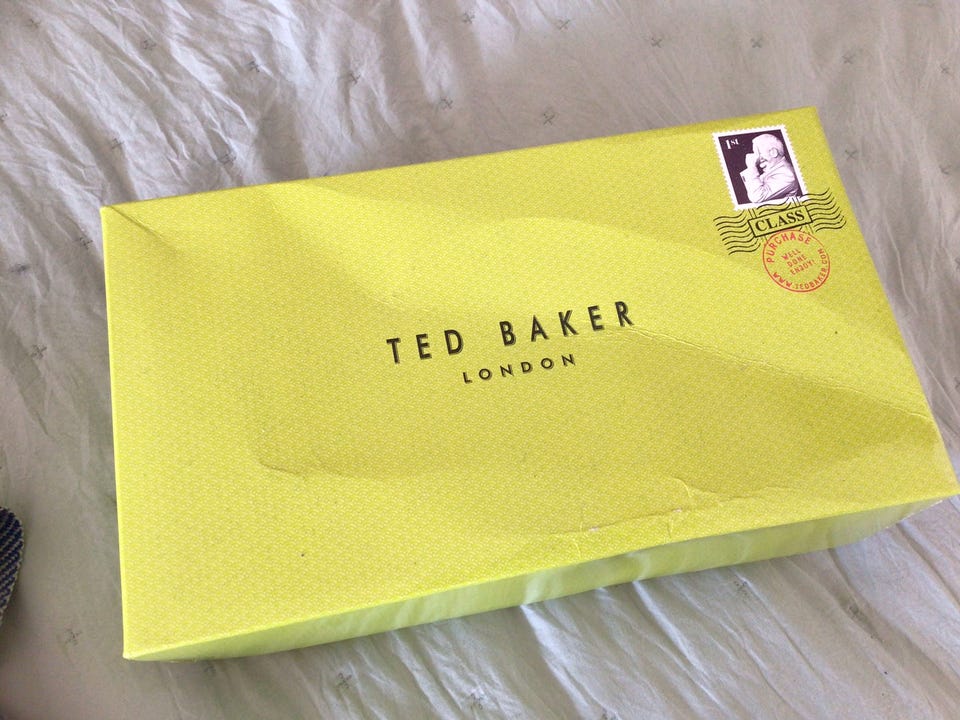 1st
CLASS
PURCHASE
WELL
DONE
ENJOY!
WWW.TEDBAKER.COM
TED BAKER
LONDON